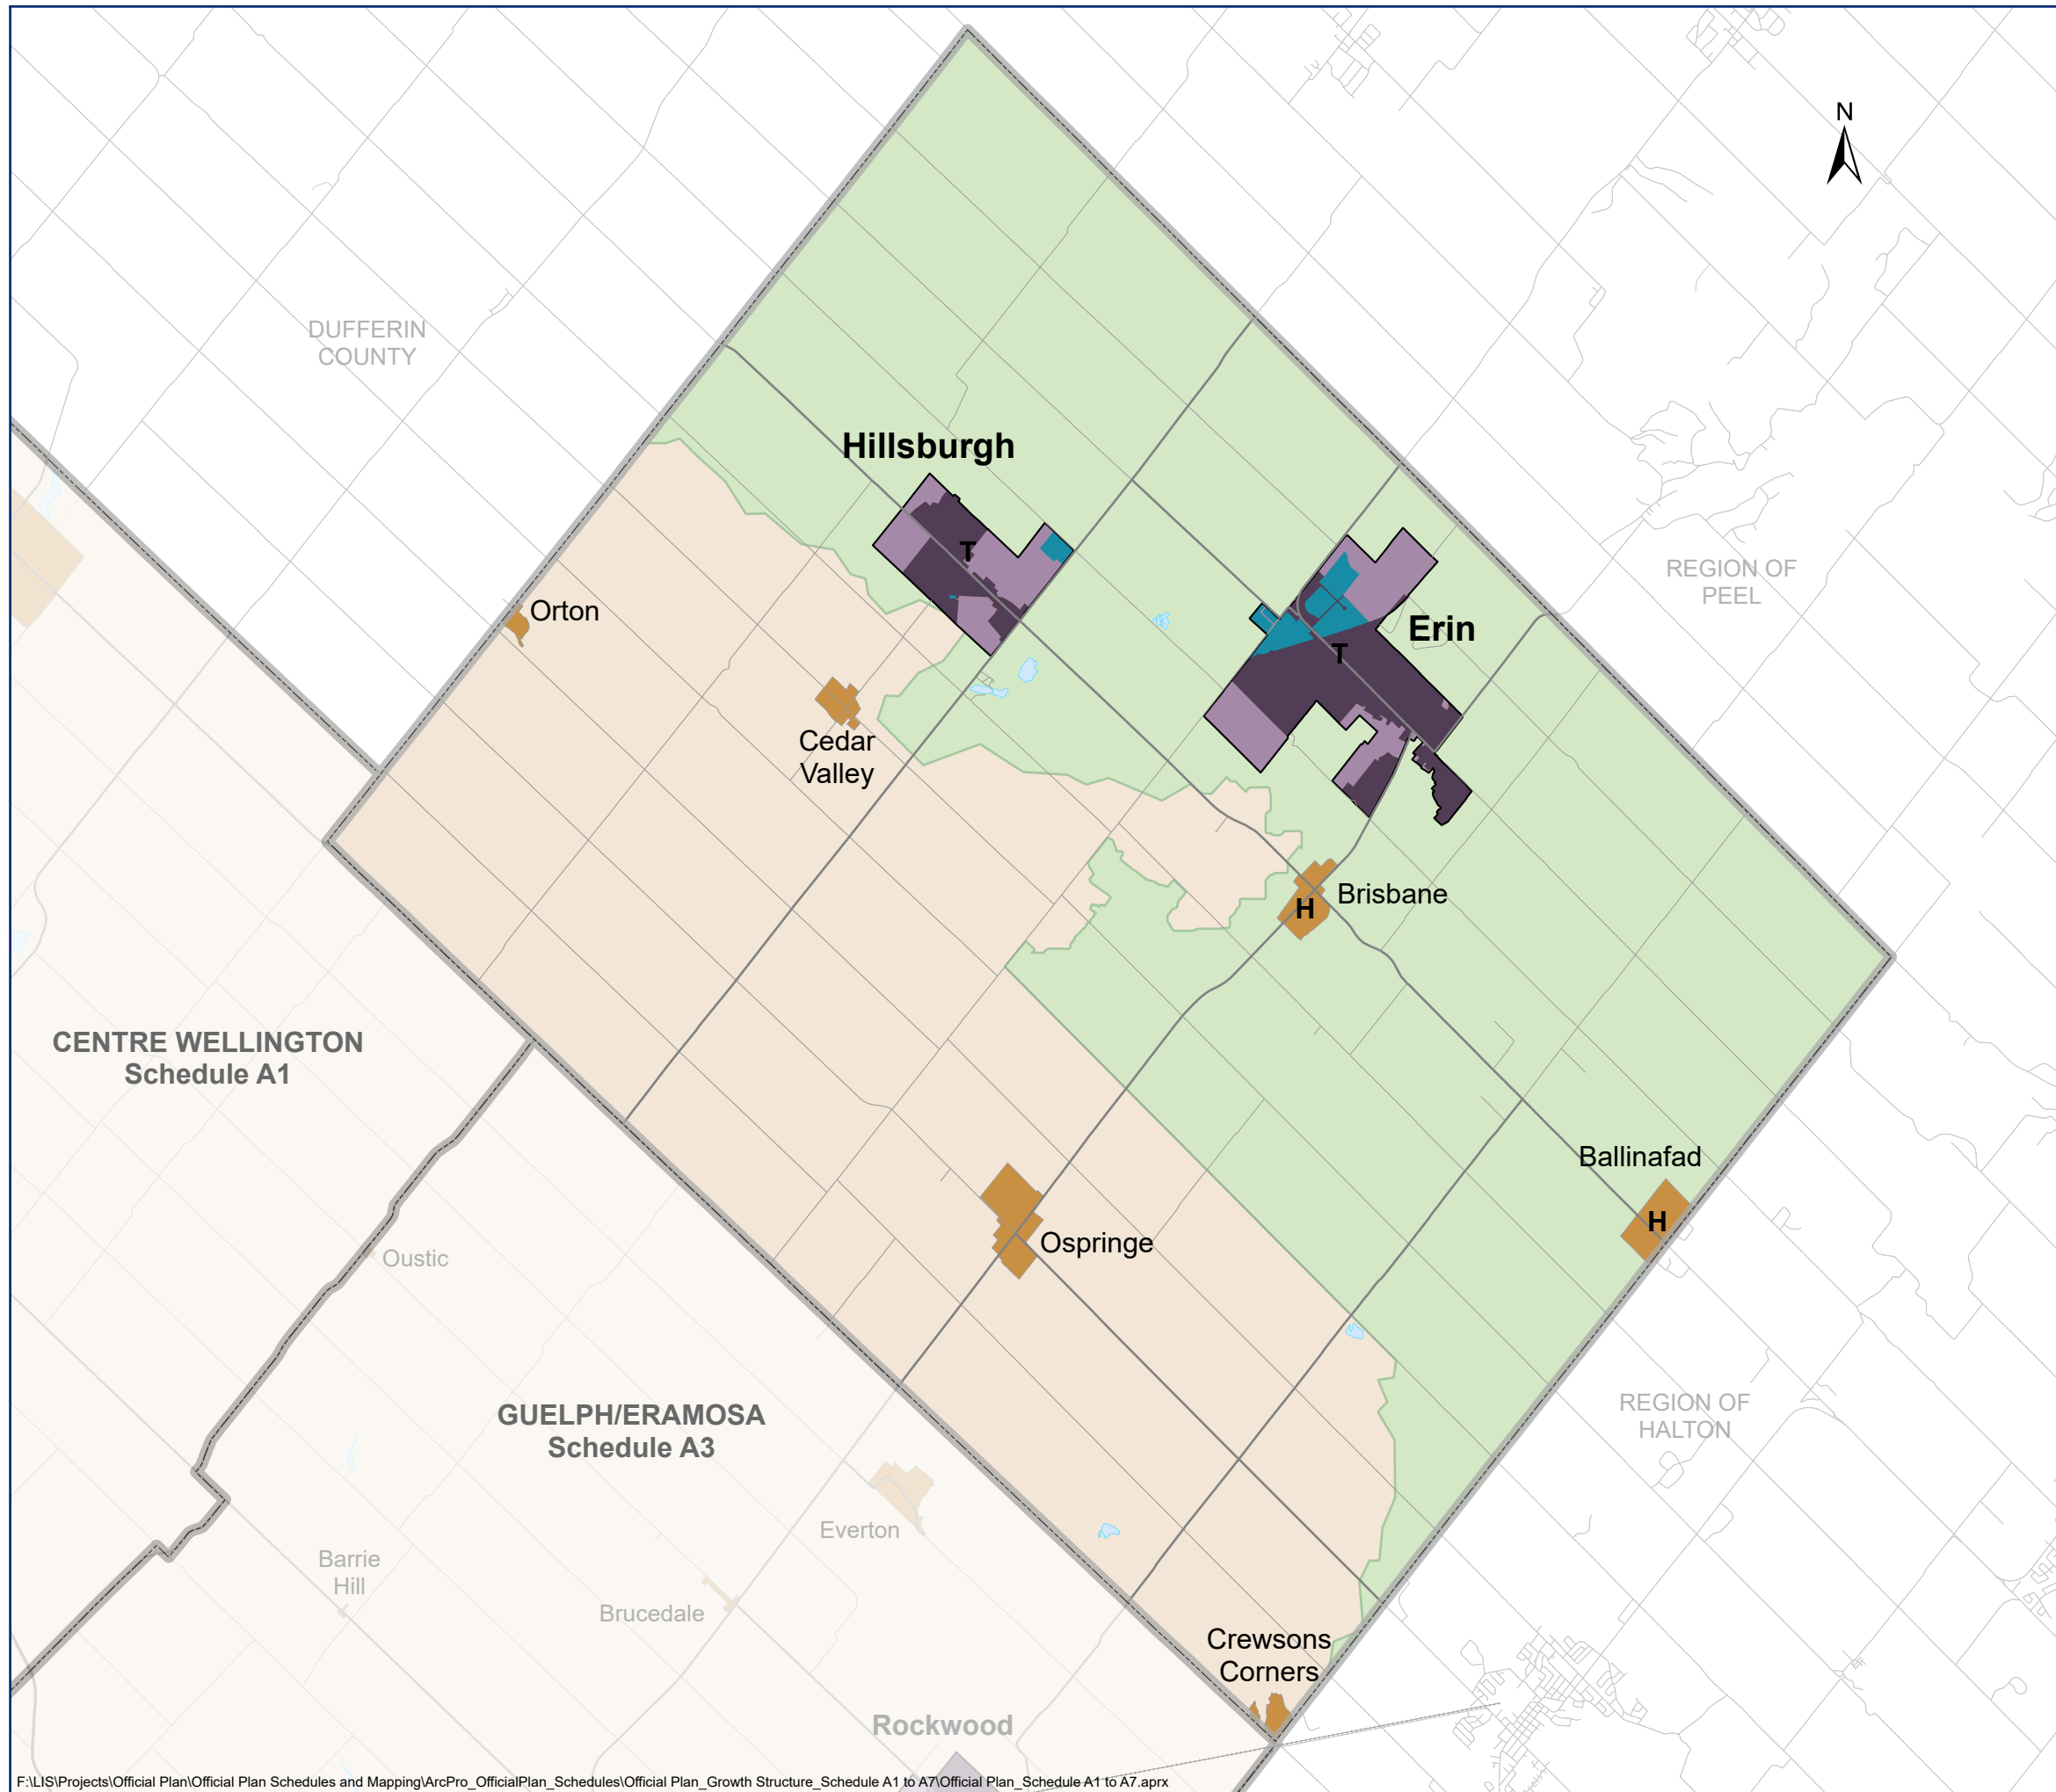 N
DUFFERIN
COUNTY
Hillsburgh
T
REGION OF
PEEL
Orton
Erin
T
Cedar
Valley
Brisbane
H
CENTRE WELLINGTON
Schedule A1
Ballinafad
H
Ospringe
Oustic
GUELPH/ERAMOSA
Schedule A3
REGION OF
HALTON
Everton
Barrie
Hill
Brucedale
Crewsons
Corners
Rockwood
F:\LIS\Projects\Official Plan\Official Plan Schedules and Mapping\ArcPro_OfficialPlan_Schedules\Official Plan_Growth Structure_Schedule A1 to A7\Official Plan_Schedule A1 to A7.aprx